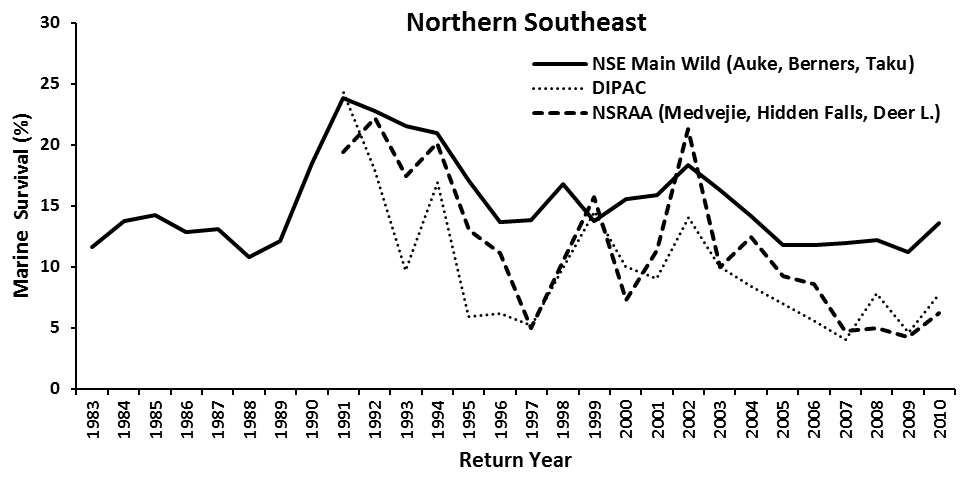 Northern Southeast
NSE Main Wild (Auke, Berners, Taku)
DIPAC
NSRAA (Medvejie, Hidden Falls, Deer L.)
Marine Survival (%)
30
25
20
15
10
5
0
1983 1984 1985 1986 1987 1988 1989 1990 1991 1992 1993 1994 1995 1996 1997 1998 1999 2000 2001 2002 2003 2004 2005 2006 2007 2008 2009 2010
Return Year